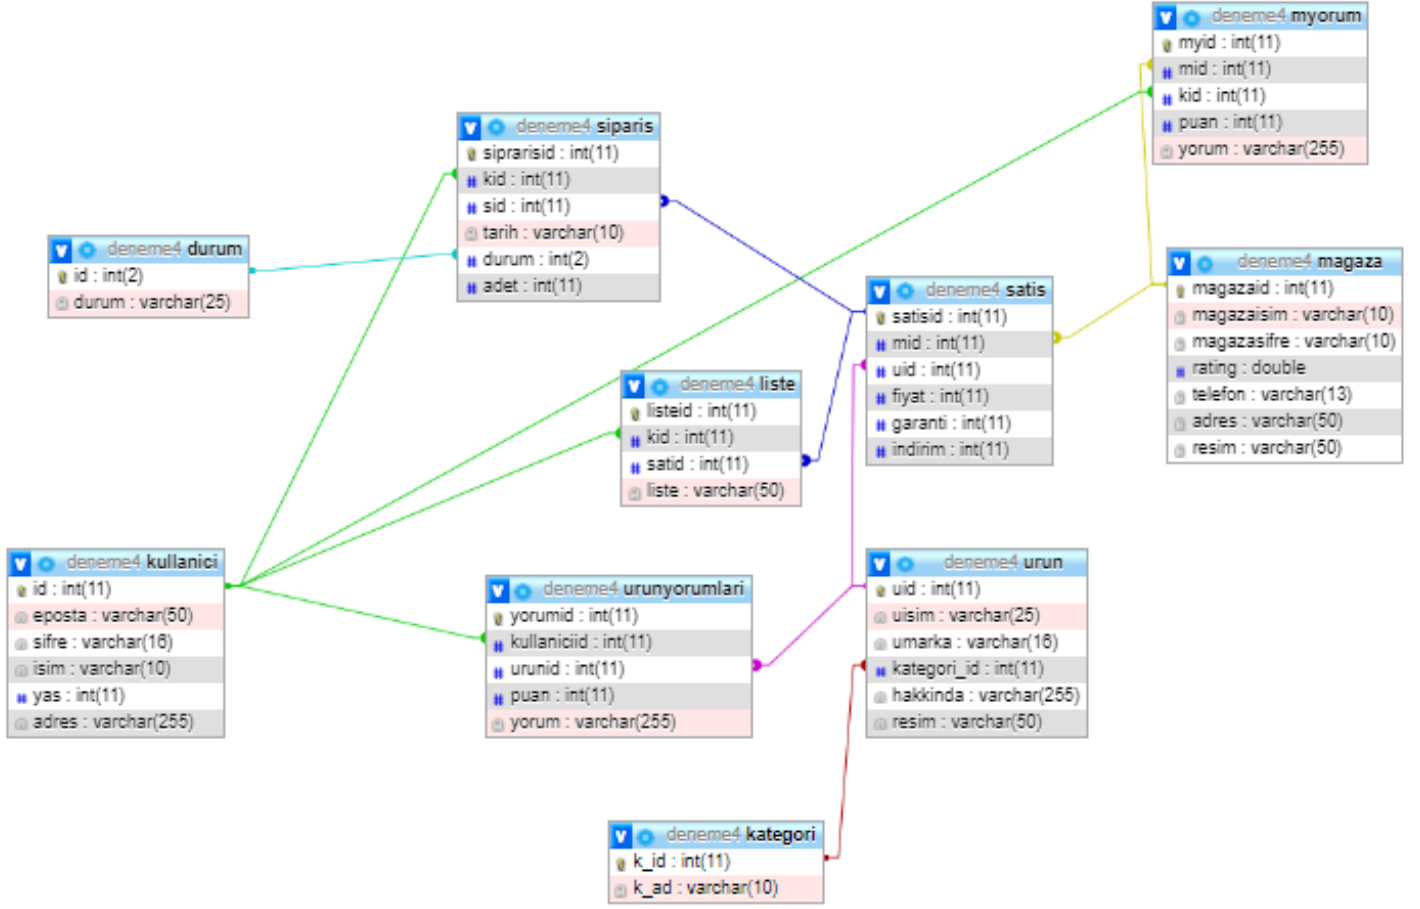 deneme4 myorum
myid : int(11)
mid : int(11)
kid : int(11)
puan : int(11)
yorum : varchar(255)
deneme4 siparis
siprarisid : int(11)
kid : int(11)
sid : int(11)
tarih : varchar(10)
durum : int(2)
adet : int(11)
deneme4 durum
id : int(2)
durum : varchar(25)
deneme4 magaza
magazaid : int(11)
magazaisim : varchar(10)
magazasifre : varchar(10)
rating : double
telefon : varchar(13)
adres : varchar(50)
resim : varchar(50)
deneme4 satis
satisid : int(11)
mid : int(11)
uid : int(11)
fiyat : int(11)
garanti : int(11)
indirim : int(11)
deneme4 liste
listeid : int(11)
kid : int(11)
satid : int(11)
liste : varchar(50)
deneme4 kullanici
id : int(11)
eposta : varchar(50)
sifre : varchar(16)
isim : varchar(10)
yas : int(11)
adres : varchar(255)
deneme4 urunyorumlari
yorumid : int(11)
kullaniciid : int(11)
urunid : int(11)
puan : int(11)
yorum : varchar(255)
deneme4 urun
uid : int(11)
uisim : varchar(25)
umarka : varchar(16)
kategori_id : int(11)
hakkinda : varchar(255)
resim : varchar(50)
deneme4 kategori
k_id : int(11)
k_ad : varchar(10)